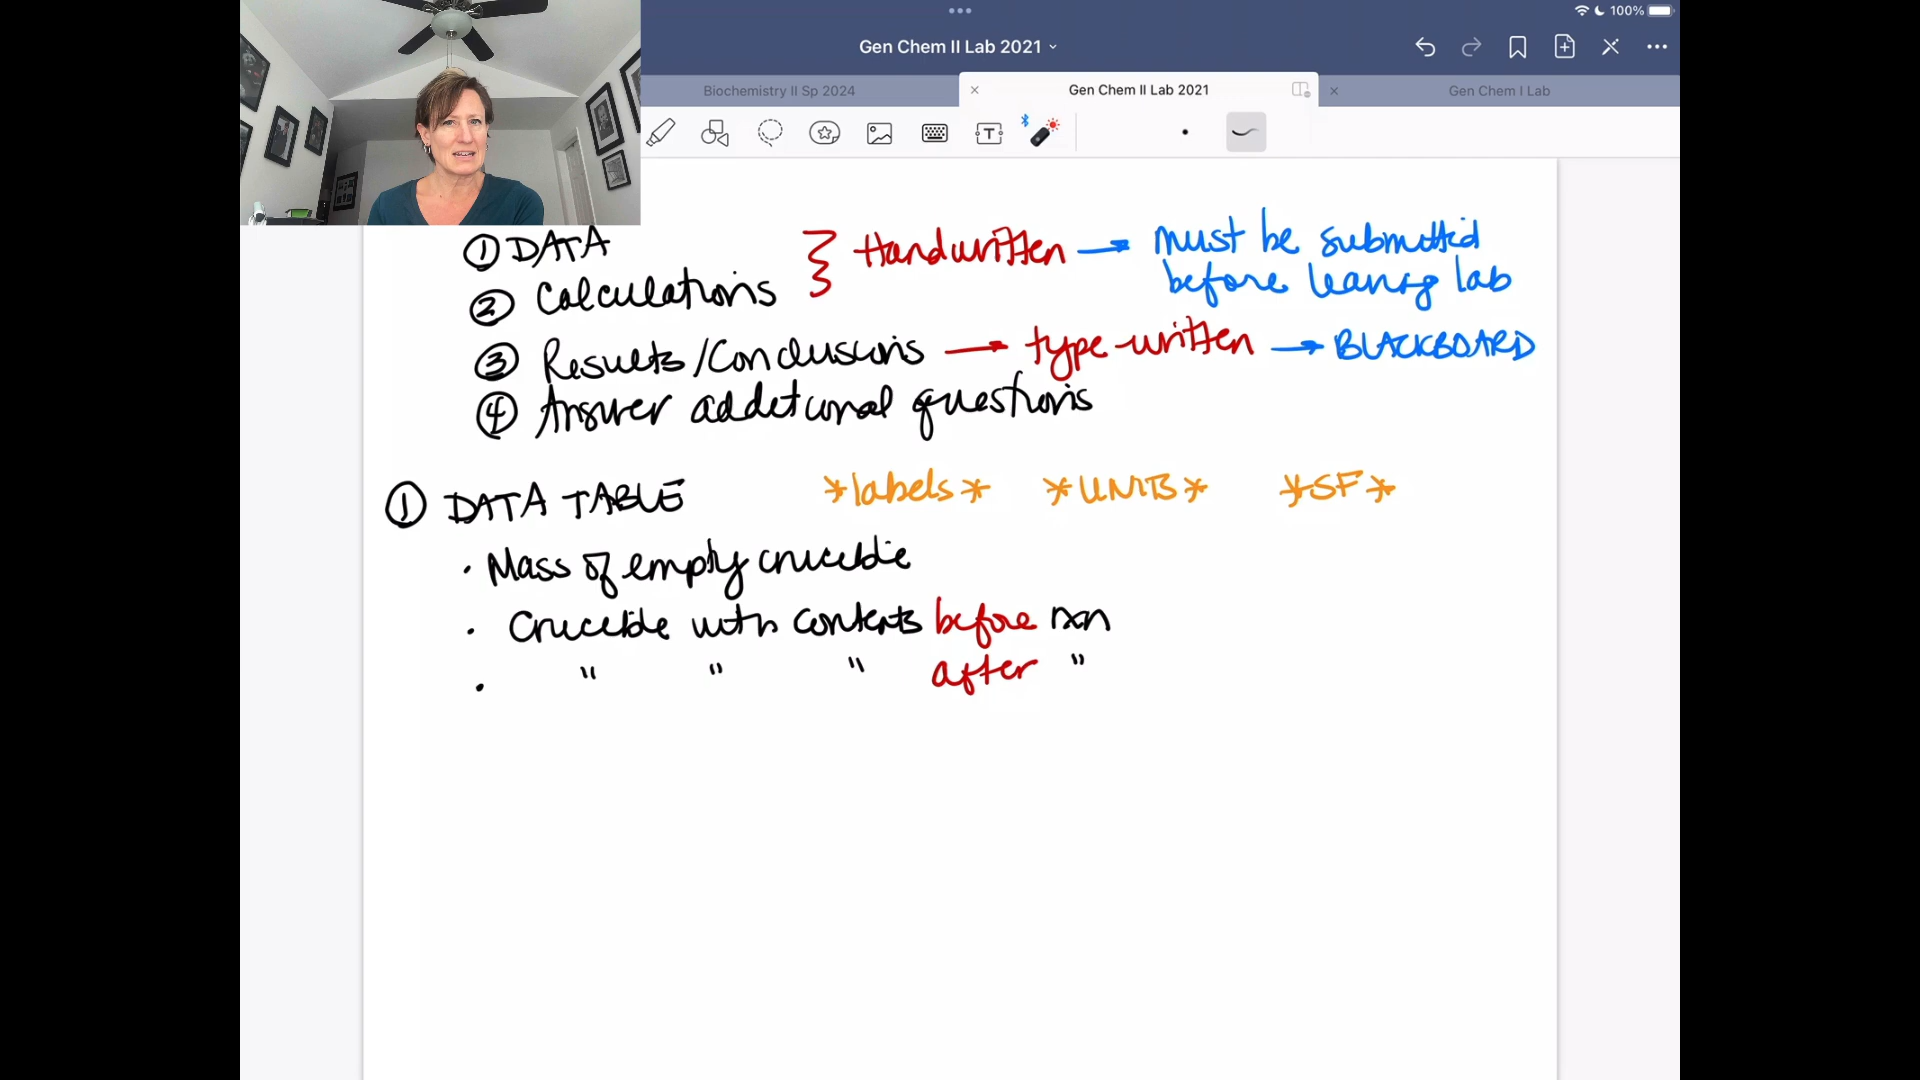 100%
Gen Chem II Lab 2021
Biochemistry II Sp 2024
Gen Chem II Lab 2021
Gen Chem I Lab
① DATA } Handwritten → must be submitted
before leaving lab
② Calculations
③ Results/Conclusions → type-written → BLACKBOARD
④ Answer additional questions
① DATA TABLE *labels* *UNITS* *SF*
• Mass of empty crucible
• Crucible with contents before rxn
• " " " after "